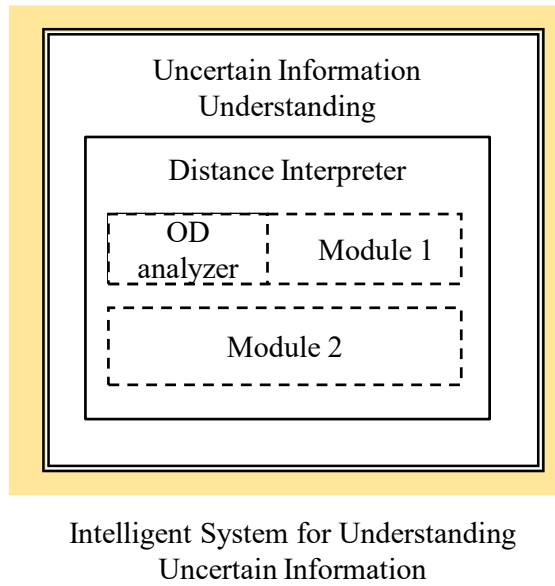 Uncertain Information
Understanding
Distance Interpreter
OD
analyzer
Module 1
Module 2
Intelligent System for Understanding
Uncertain Information